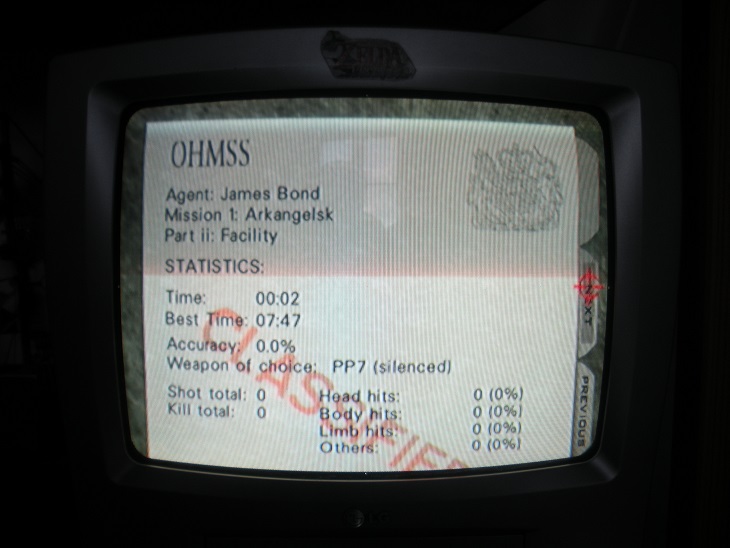 OHMSS
Agent: James Bond
Mission 1: Arkangelsk
Part ii: Facility
STATISTICS:
Time: 00:02
Best Time: 07:47
Accuracy: 0.0%
Weapon of choice: PP7 (silenced)
Shot total: 0
Kill total: 0
Head hits: 0 (0%)
Body hits: 0 (0%)
Limb hits: 0 (0%)
Others: 0 (0%)
NEXT
PREVIOUS
ZELDA